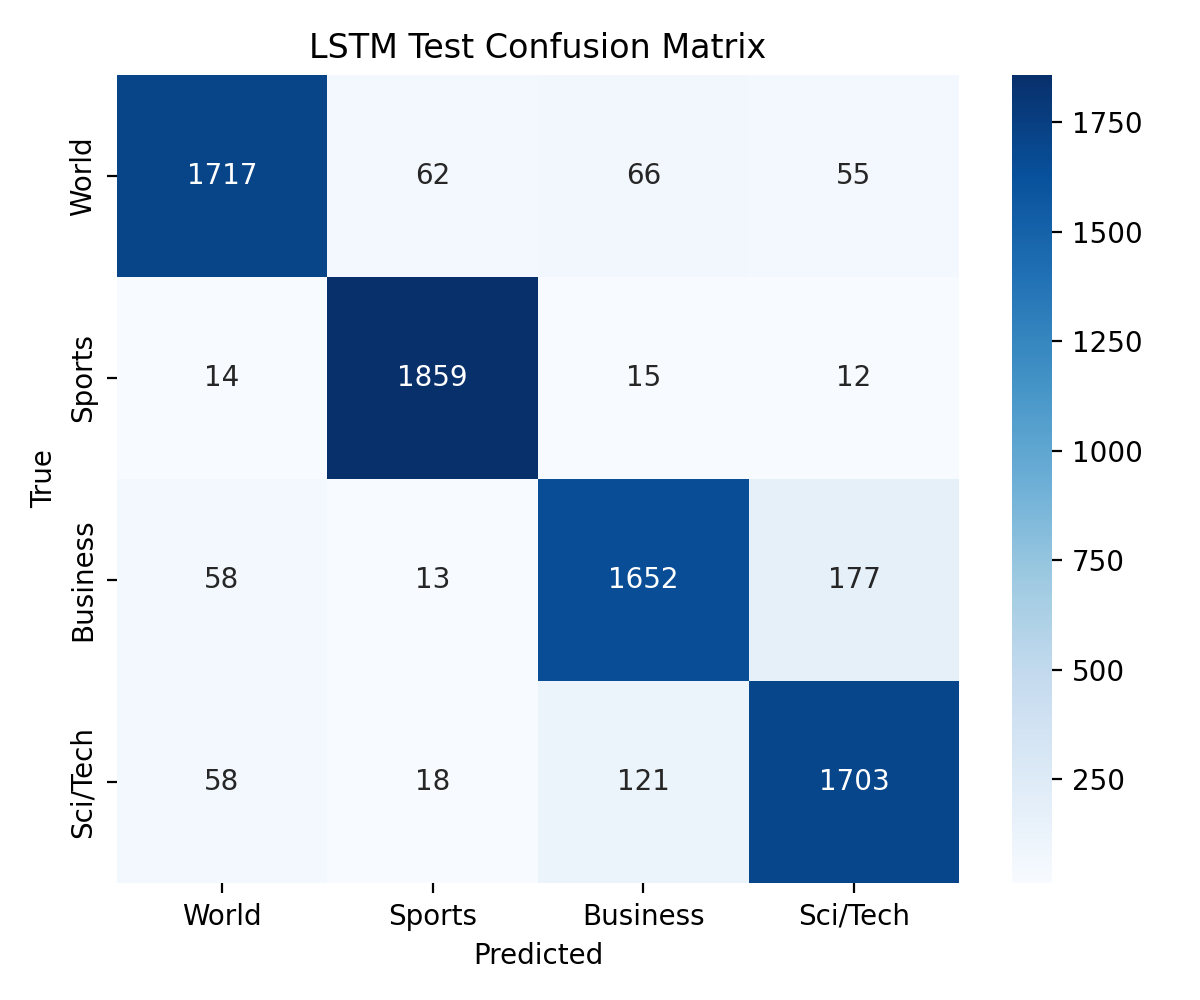 LSTM Test Confusion Matrix
World 1717 62 66 55
Sports 14 1859 15 12
Business 58 13 1652 177
Sci/Tech 58 18 121 1703
True
World Sports Business Sci/Tech
Predicted
1750
1500
1250
1000
750
500
250